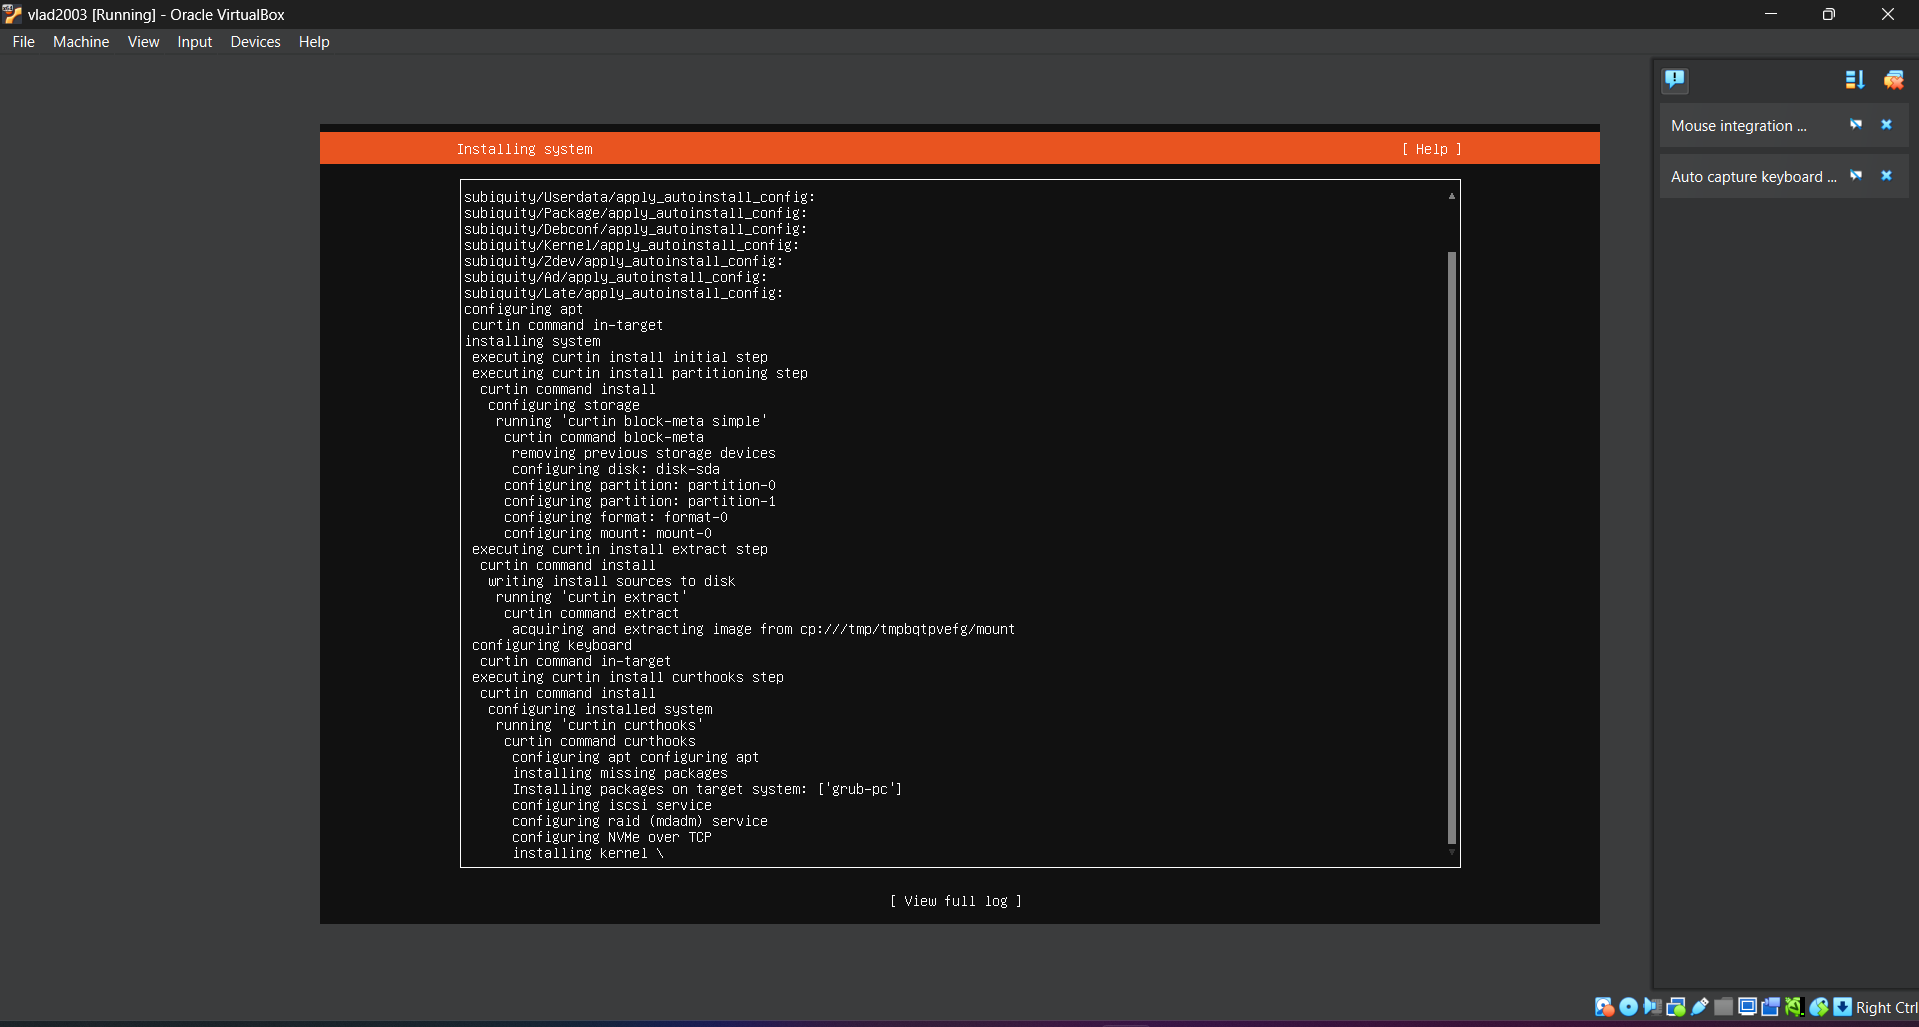 vlad2003 [Running] - Oracle VirtualBox
File Machine View Input Devices Help
Mouse integration ...
Auto capture keyboard ...
Installing system [ Help ]
subiquity/Userdata/apply_autoinstall_config:
subiquity/Package/apply_autoinstall_config:
subiquity/Debconf/apply_autoinstall_config:
subiquity/Kernel/apply_autoinstall_config:
subiquity/Zdev/apply_autoinstall_config:
subiquity/Ad/apply_autoinstall_config:
subiquity/Late/apply_autoinstall_config:
configuring apt
curtin command in-target
installing system
executing curtin install initial step
executing curtin install partitioning step
curtin command install
configuring storage
running 'curtin block-meta simple'
curtin command block-meta
removing previous storage devices
configuring disk: disk-sda
configuring partition: partition-0
configuring partition: partition-1
configuring format: format-0
configuring mount: mount-0
executing curtin install extract step
curtin command install
writing install sources to disk
running 'curtin extract'
curtin command extract
acquiring and extracting image from cp:///tmp/tmpbqtpvefg/mount
configuring keyboard
curtin command in-target
executing curtin install curthooks step
curtin command install
configuring installed system
running 'curtin curthooks'
curtin command curthooks
configuring apt configuring apt
installing missing packages
Installing packages on target system: ['grub-pc']
configuring iscsi service
configuring raid (mdadm) service
configuring NVMe over TCP
installing kernel \
[ View full log ]
Right Ctrl